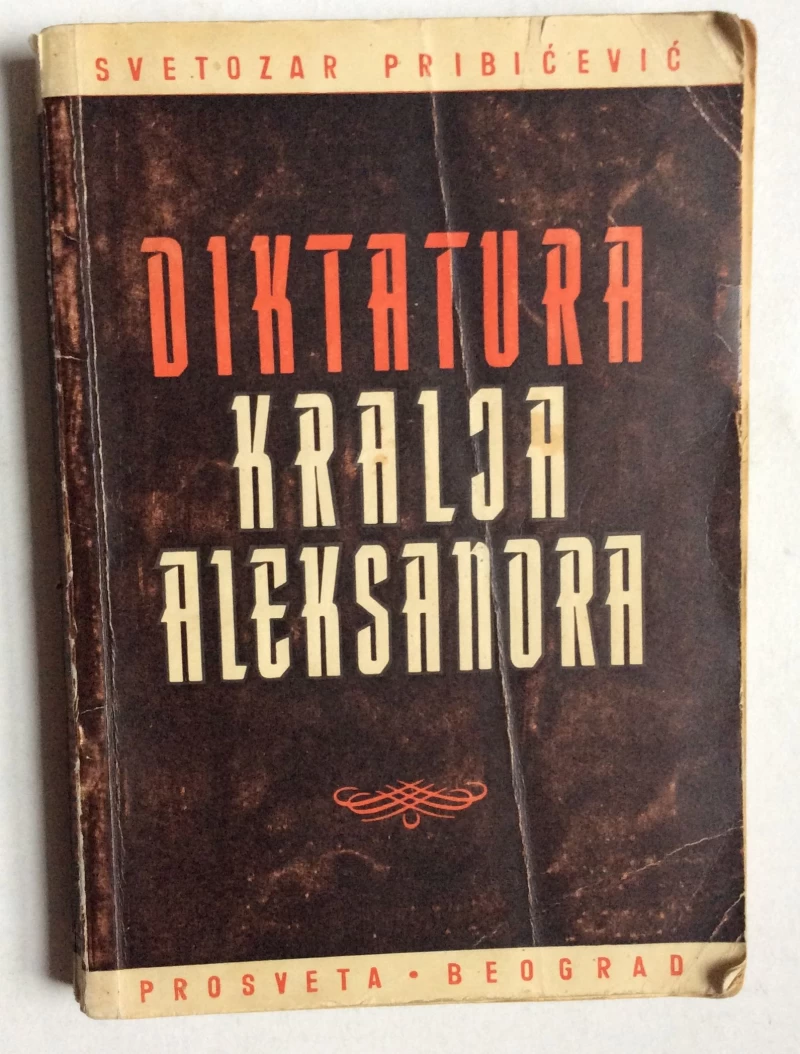 SVETOZAR PRIBIĆEVIĆ
DIKTATURA
KRALJA
ALEKSANDRA
PROSVETA • BEOGRAD